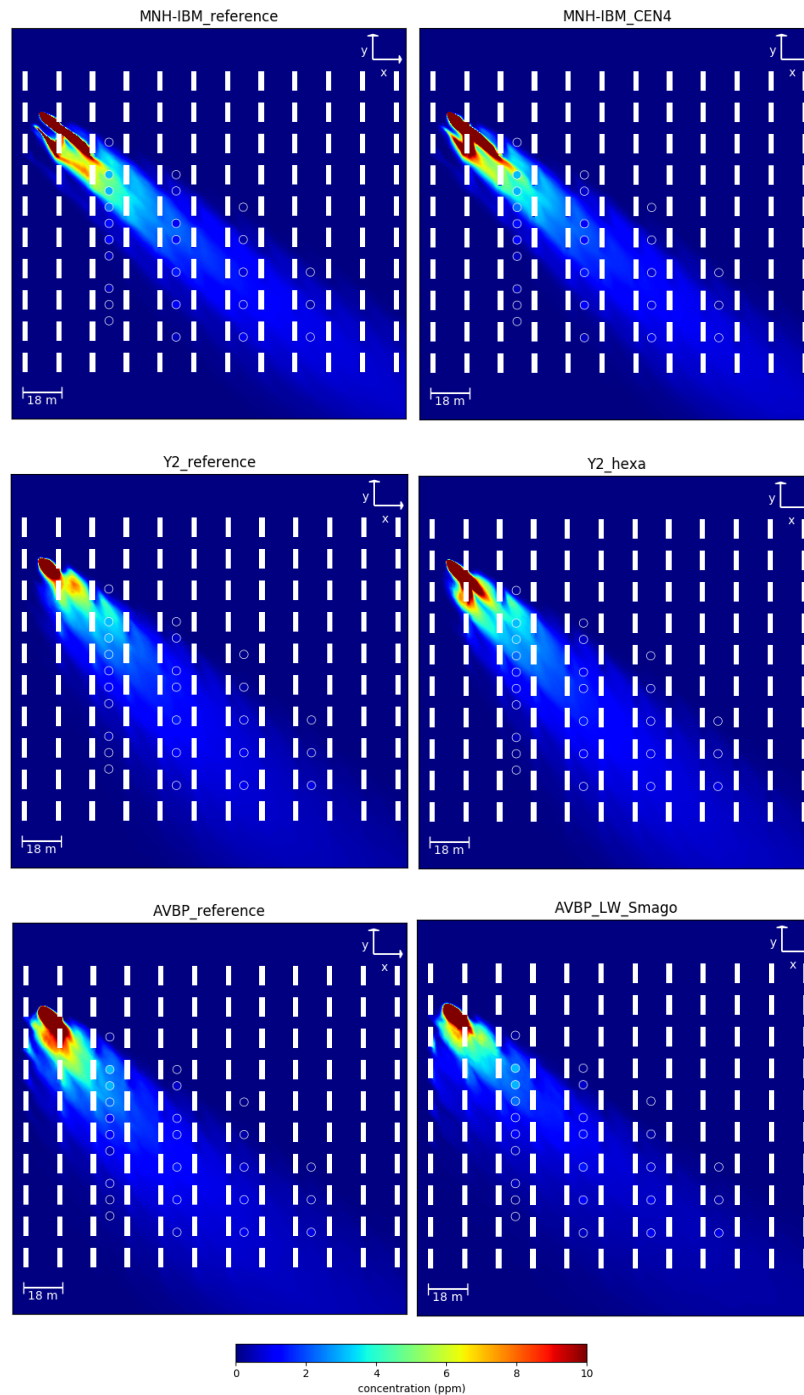 MNH-IBM_reference
MNH-IBM_CEN4
y
x
y
x
18 m
18 m
Y2_reference
Y2_hexa
y
x
y
x
18 m
18 m
AVBP_reference
AVBP_LW_Smago
y
x
y
x
18 m
18 m
0 2 4 6 8 10
concentration (ppm)